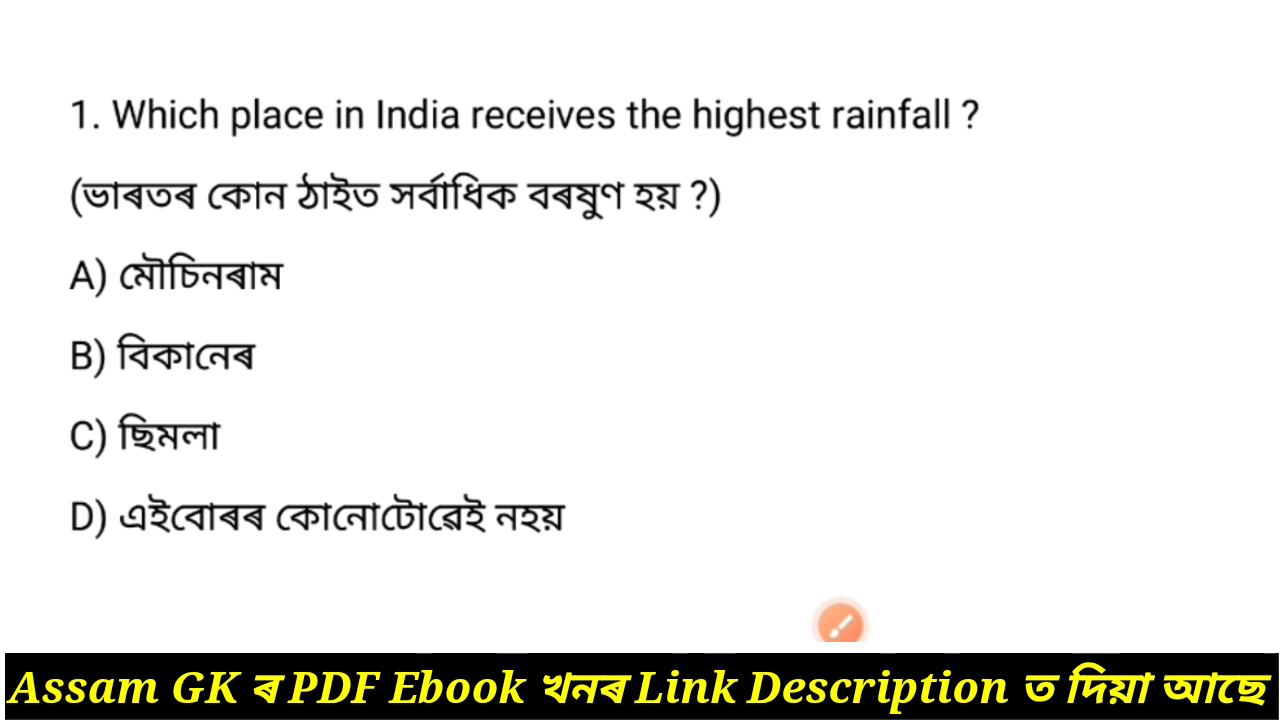 1. Which place in India receives the highest rainfall ?
(ভাৰতৰ কোন ঠাইত সৰ্বাধিক বৰষুণ হয় ?)
A) মৌচিনৰাম
B) বিকানেৰ
C) ছিমলা
D) এইবোৰৰ কোনোটোৱেই নহয়
Assam GK ৰ PDF Ebook খনৰ Link Description ত দিয়া আছে